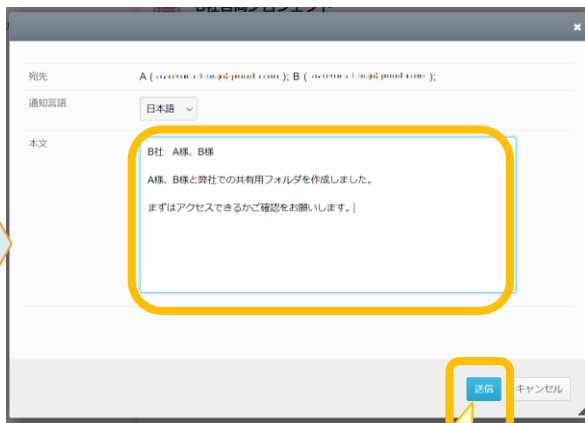 B社合同プロジェクト
×
宛先 A ( ); B ( );
通知言語 日本語
本文
B社 A様、B様
A様、B様と弊社での共有用フォルダを作成しました。
まずはアクセスできるかご確認をお願いします。
送信 キャンセル